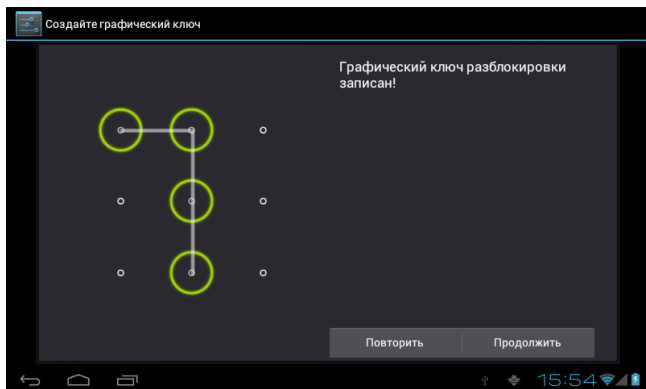 Создайте графический ключ
Графический ключ разблокировки
записан!
Повторить
Продолжить
15:54